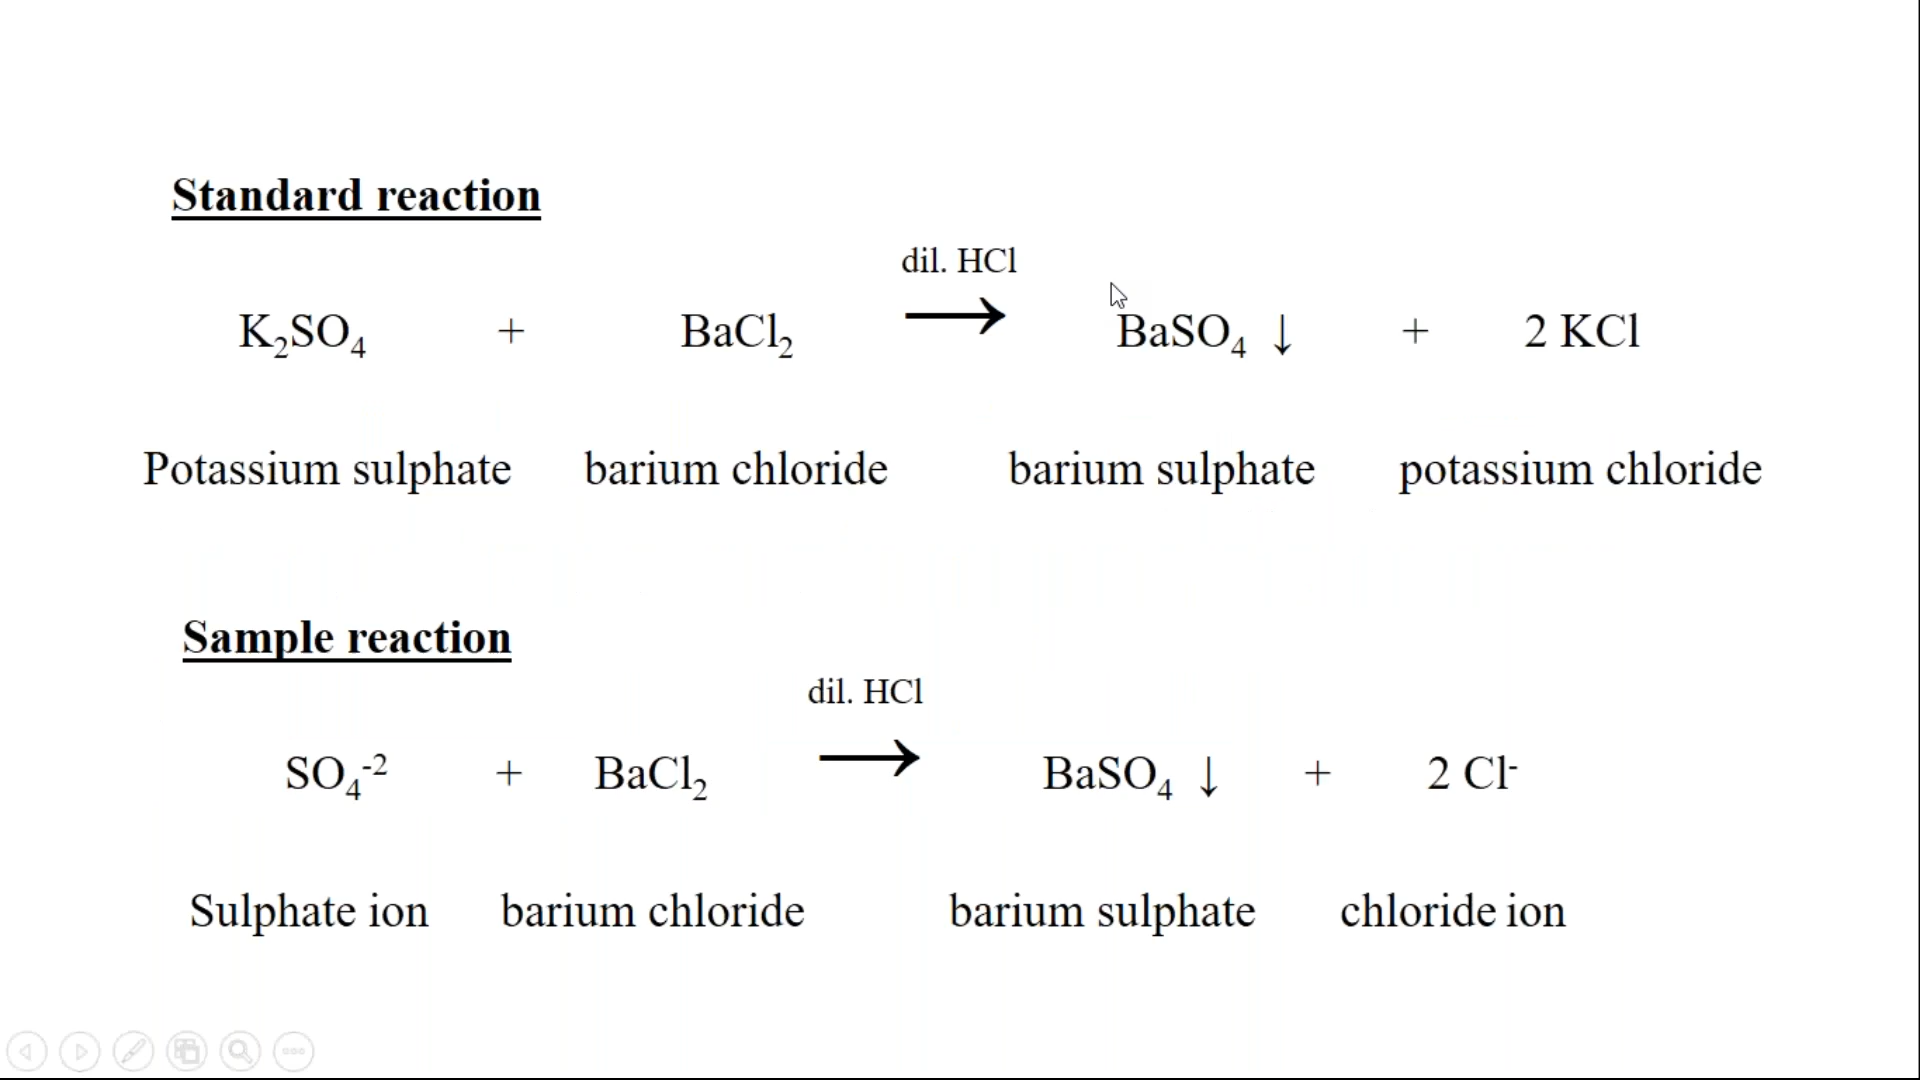 Standard reaction
dil. HCl
K₂SO₄ + BaCl₂ ⟶ BaSO₄ ↓ + 2 KCl
Potassium sulphate barium chloride barium sulphate potassium chloride
Sample reaction
dil. HCl
SO₄⁻² + BaCl₂ ⟶ BaSO₄ ↓ + 2 Cl⁻
Sulphate ion barium chloride barium sulphate chloride ion